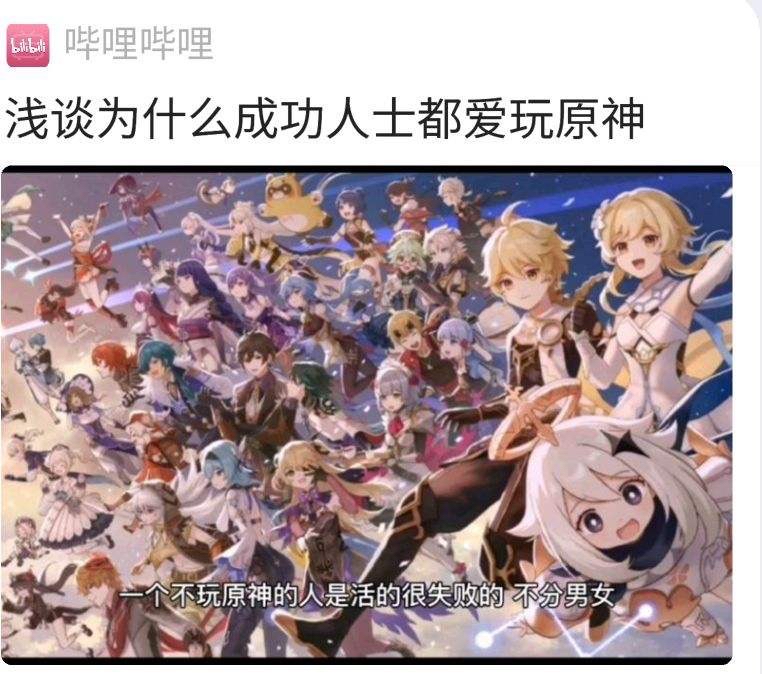 bilibili
哔哩哔哩
浅谈为什么成功人士都爱玩原神
一个不玩原神的人是活的很失败的 不分男女